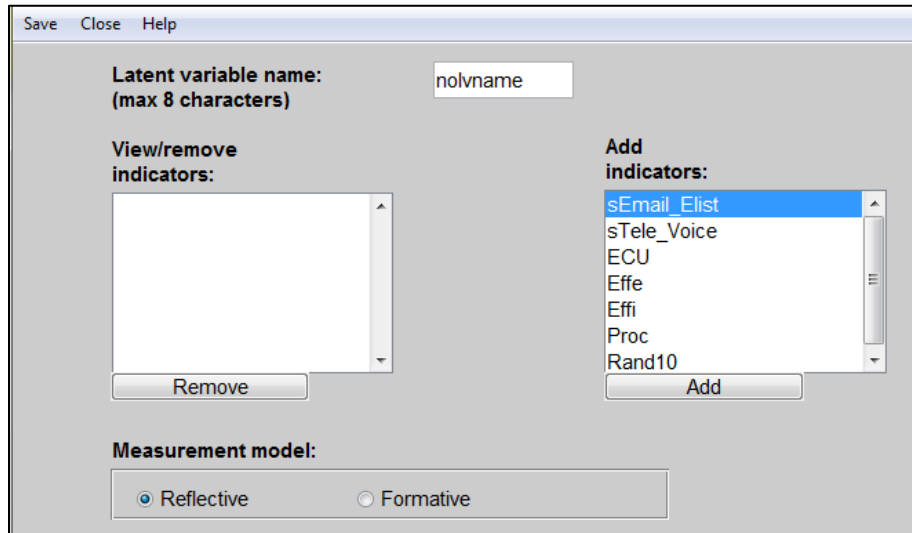 Save Close Help
Latent variable name:
(max 8 characters)
nolvname
View/remove
indicators:
Remove
Add
indicators:
sEmail_Elist
sTele_Voice
ECU
Effe
Effi
Proc
Rand10
Add
Measurement model:
Reflective Formative